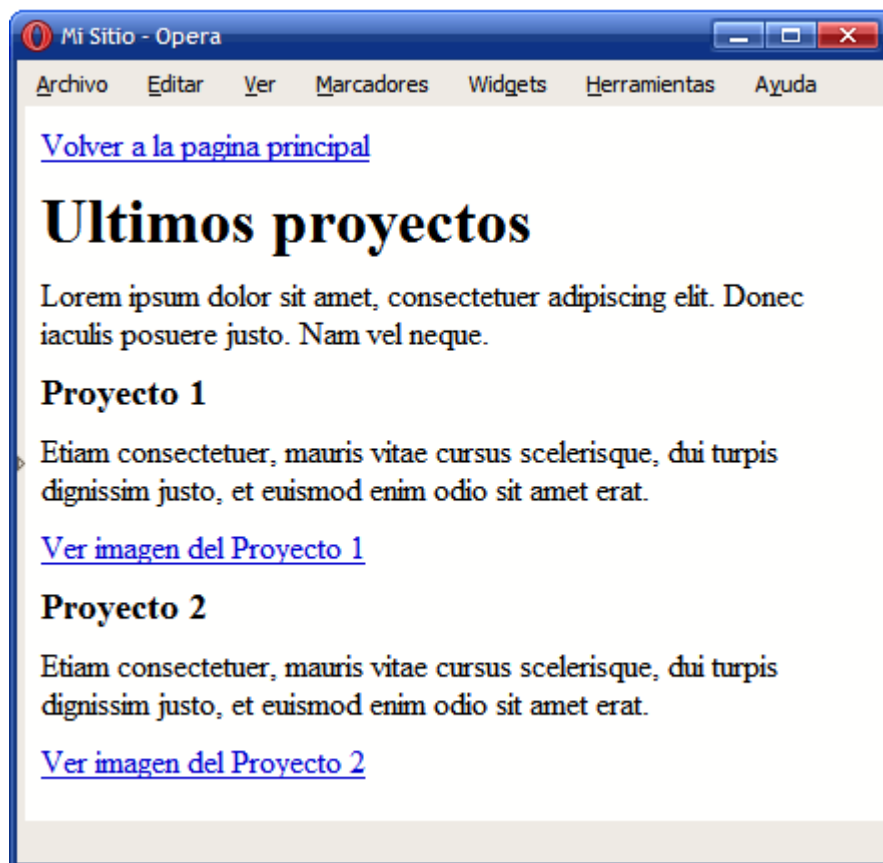 Mi Sitio - Opera
Archivo Editar Ver Marcadores Widgets Herramientas Ayuda
Volver a la pagina principal
Ultimos proyectos
Lorem ipsum dolor sit amet, consectetuer adipiscing elit. Donec
iaculis posuere justo. Nam vel neque.
Proyecto 1
Etiam consectetuer, mauris vitae cursus scelerisque, dui turpis
dignissim justo, et euismod enim odio sit amet erat.
Ver imagen del Proyecto 1
Proyecto 2
Etiam consectetuer, mauris vitae cursus scelerisque, dui turpis
dignissim justo, et euismod enim odio sit amet erat.
Ver imagen del Proyecto 2